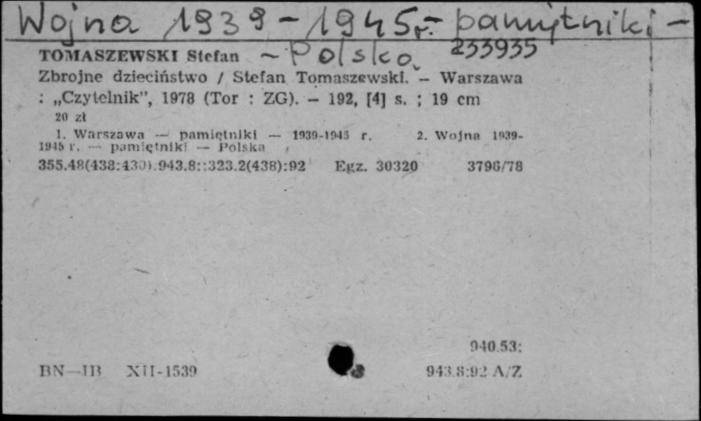 Wojna 1939-1945 r. - pamiętniki -
- Polska 233935
TOMASZEWSKI Stefan
Zbrojne dzieciństwo / Stefan Tomaszewski. — Warszawa
: „Czytelnik”, 1978 (Tor : ZG). — 192, [4] s. ; 19 cm
20 zł
1. Warszawa — pamiętniki — 1939-1945 r. 2. Wojna 1939-
1945 r. — pamiętniki — Polska
355.48(438:430).943.8::323.2(438):92 Egz. 30320 3796/78
940.53:
BN—IB XII-1539 943.8:92 A/Z